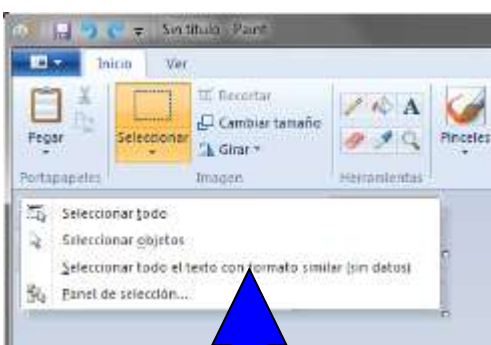 Sin título - Paint
Inicio Ver
Recortar
Cambiar tamaño
Pegar Seleccionar Girar A Pinceles
Portapapeles Imagen Herramientas
Seleccionar todo
Seleccionar objetos
Seleccionar todo el texto con formato similar (sin datos)
Panel de selección...